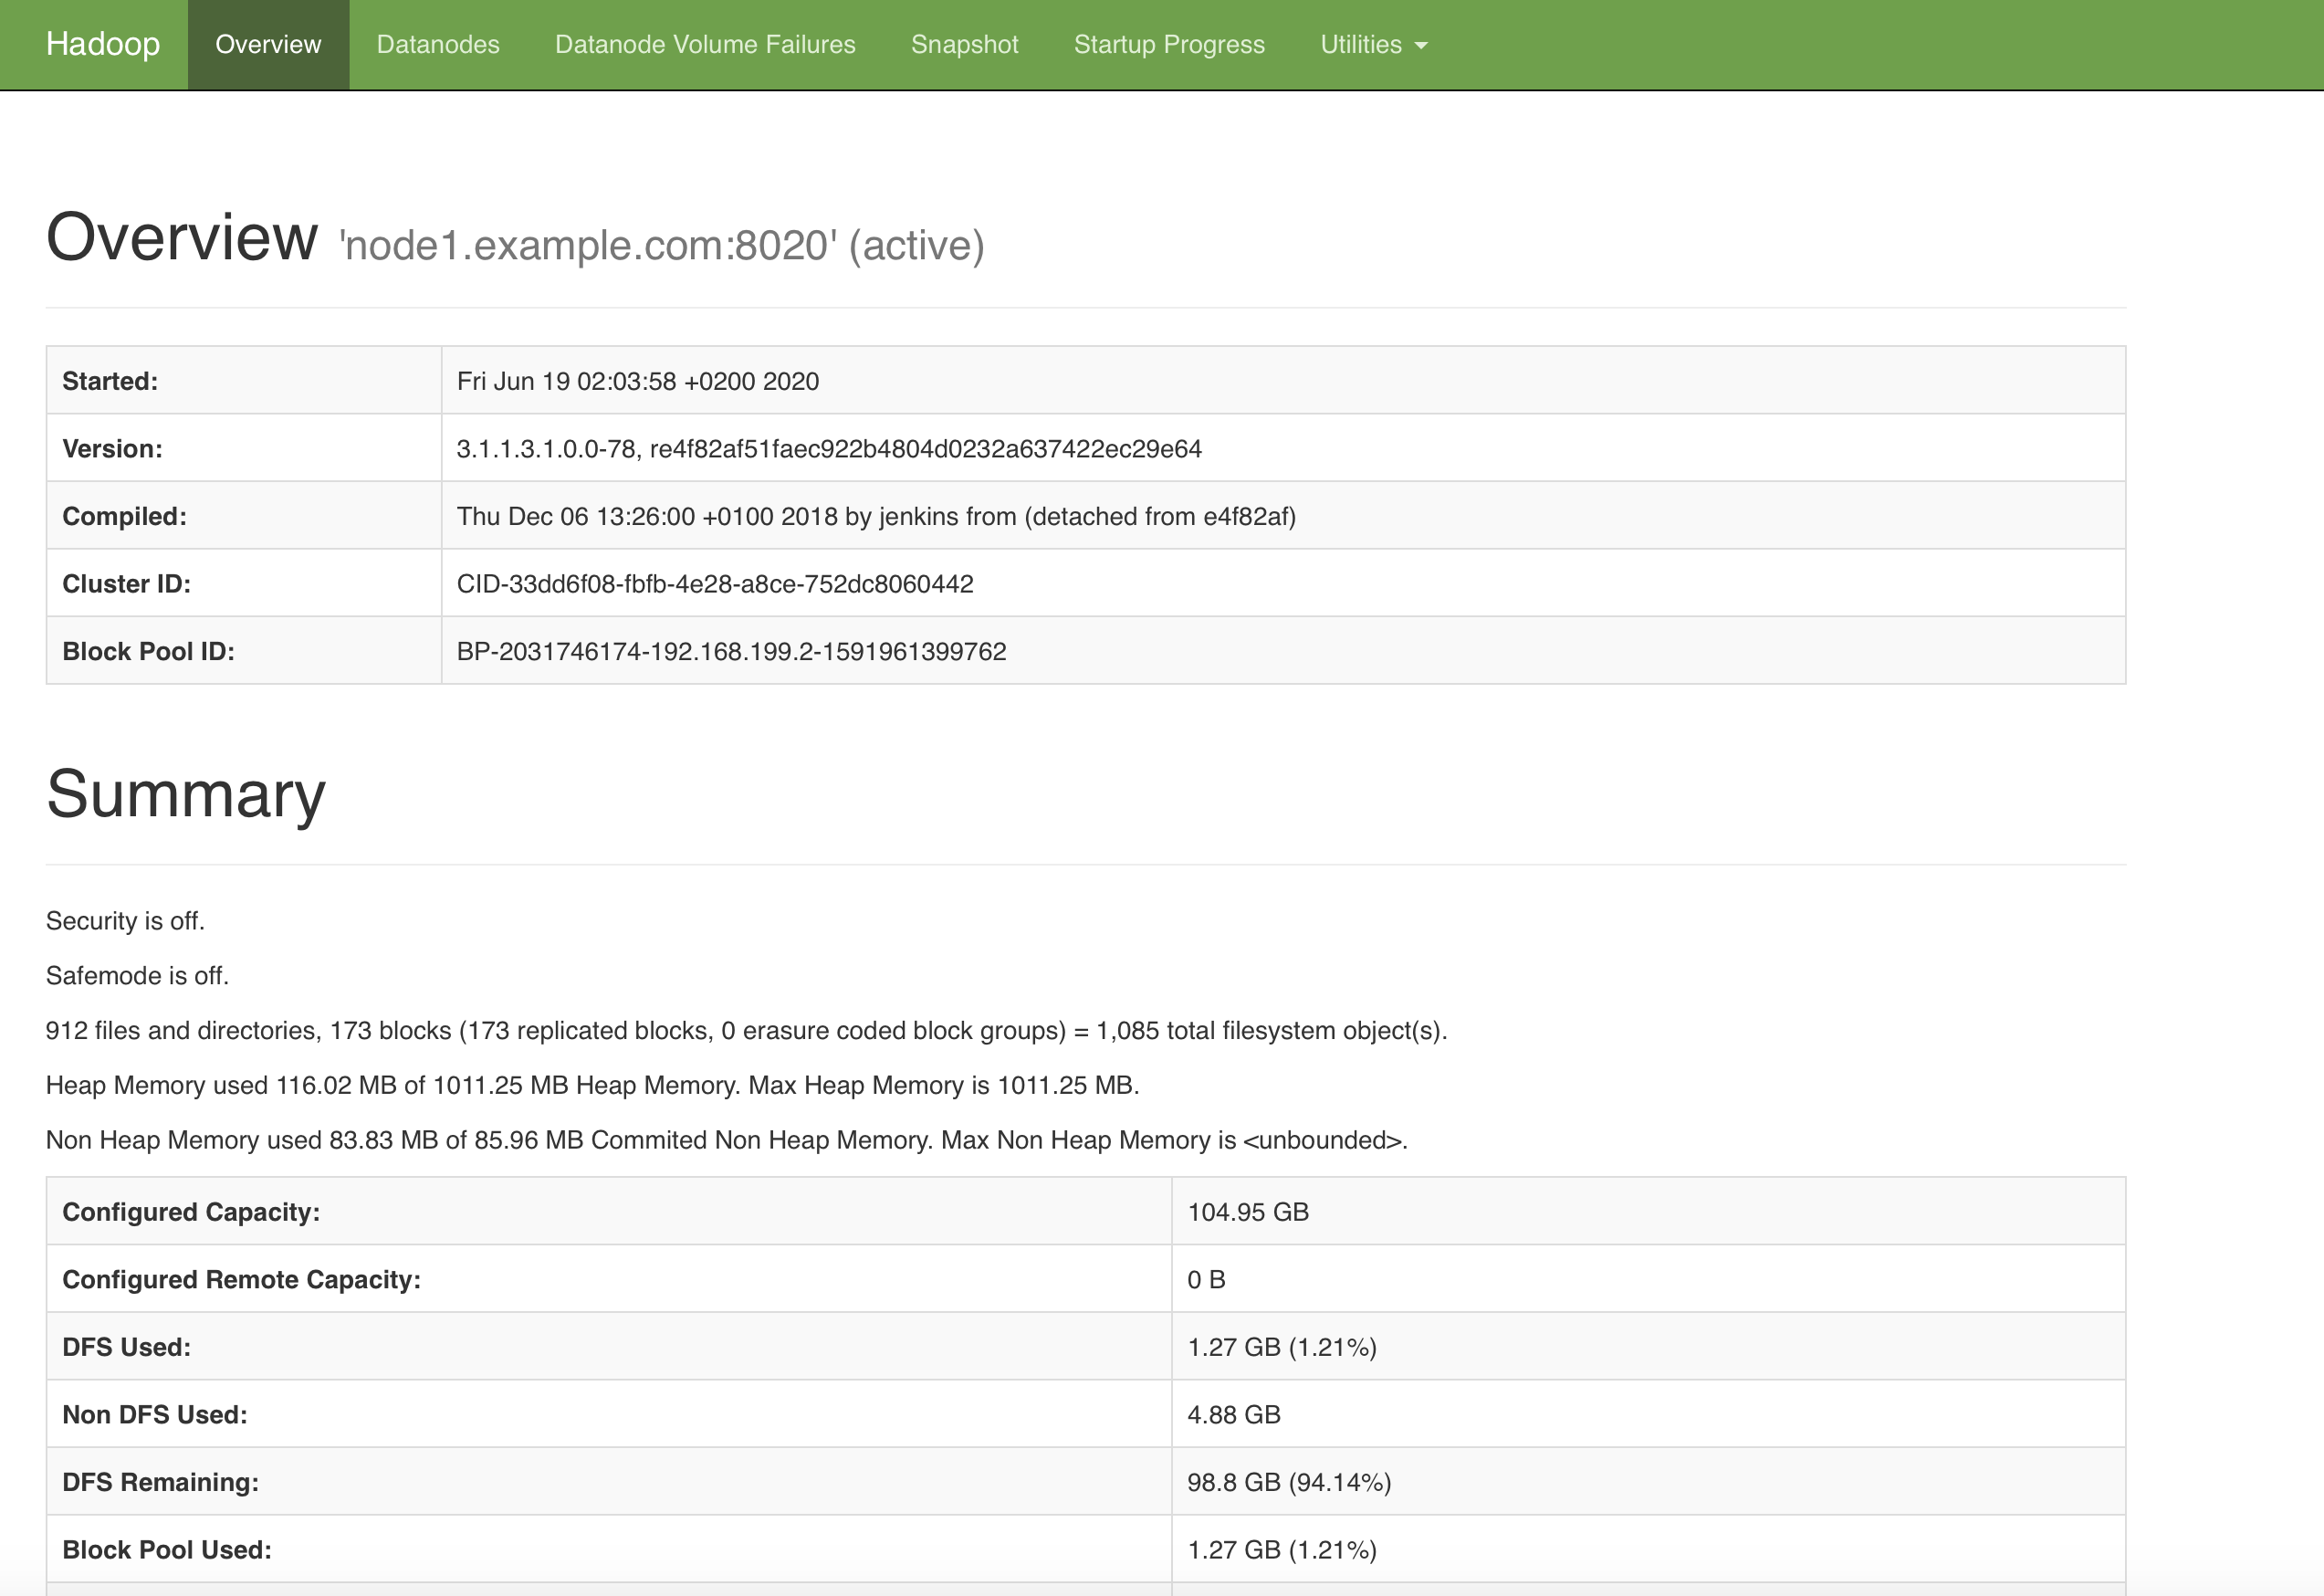 Hadoop Overview Datanodes Datanode Volume Failures Snapshot Startup Progress Utilities
Overview 'node1.example.com:8020' (active)
Started: Fri Jun 19 02:03:58 +0200 2020
Version: 3.1.1.3.1.0.0-78, re4f82af51faec922b4804d0232a637422ec29e64
Compiled: Thu Dec 06 13:26:00 +0100 2018 by jenkins from (detached from e4f82af)
Cluster ID: CID-33dd6f08-fbfb-4e28-a8ce-752dc8060442
Block Pool ID: BP-2031746174-192.168.199.2-1591961399762
Summary
Security is off.
Safemode is off.
912 files and directories, 173 blocks (173 replicated blocks, 0 erasure coded block groups) = 1,085 total filesystem object(s).
Heap Memory used 116.02 MB of 1011.25 MB Heap Memory. Max Heap Memory is 1011.25 MB.
Non Heap Memory used 83.83 MB of 85.96 MB Commited Non Heap Memory. Max Non Heap Memory is <unbounded>.
Configured Capacity: 104.95 GB
Configured Remote Capacity: 0 B
DFS Used: 1.27 GB (1.21%)
Non DFS Used: 4.88 GB
DFS Remaining: 98.8 GB (94.14%)
Block Pool Used: 1.27 GB (1.21%)